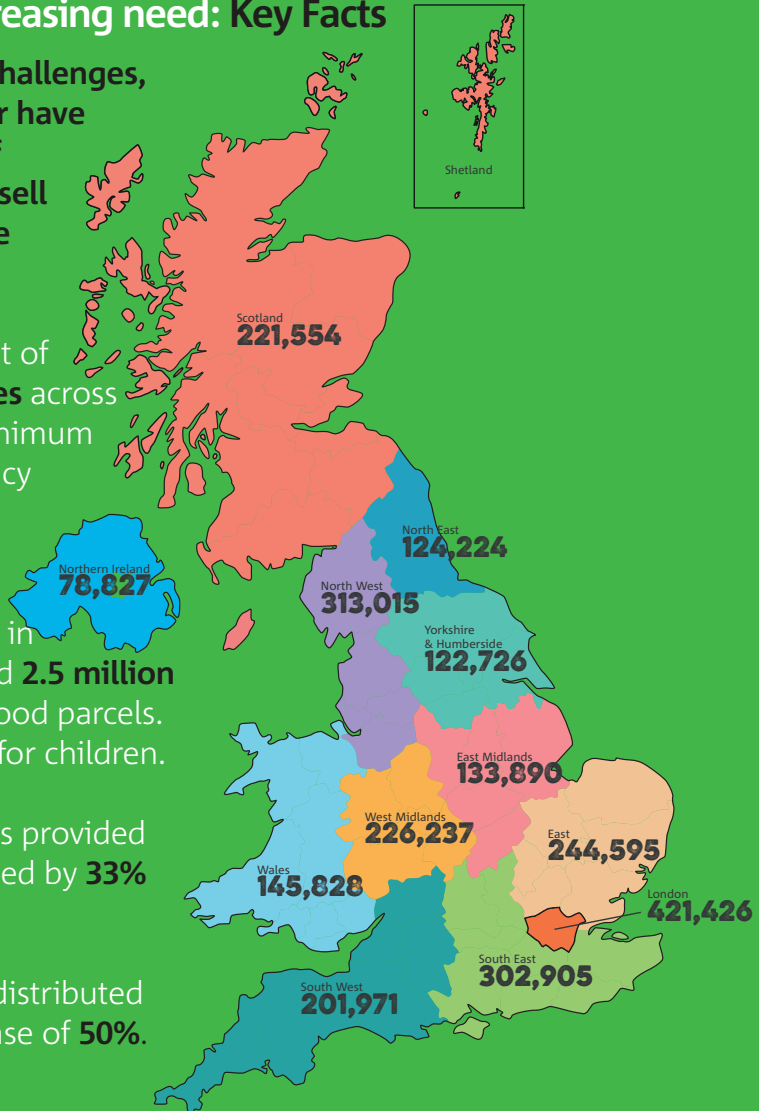 reasing need: Key Facts
hallenges,
r have
sell
e
t of
es across
nimum
cy
in
d 2.5 million
ood parcels.
for children.
s provided
ed by 33%
distributed
ase of 50%.
Shetland
Scotland
221,554
North East
124,224
Northern Ireland
78,827
North West
313,015
Yorkshire
& Humberside
122,726
East Midlands
133,890
West Midlands
226,237
East
244,595
Wales
145,828
London
421,426
South East
302,905
South West
201,971